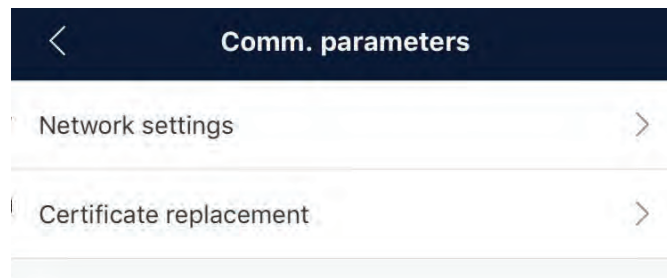 Comm. parameters
Network settings
Certificate replacement